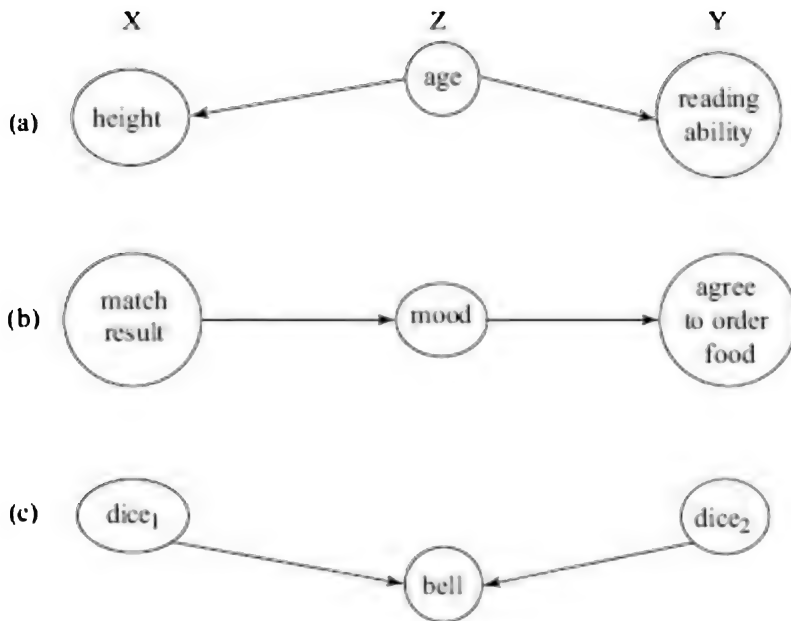 X Z Y
(a) height age reading
ability
(b) match
result mood agree
to order
food
(c) dice1 dice2
bell